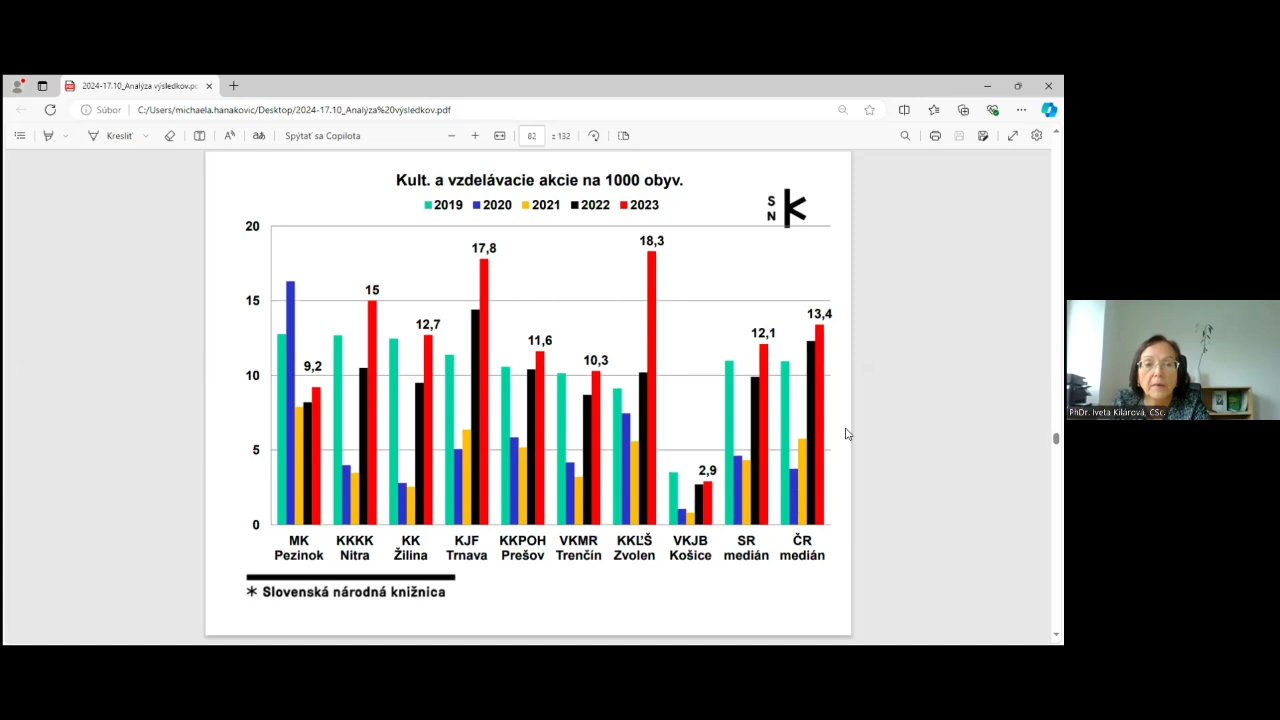 2024-17.10_Analýza výsledkov.pd
Súbor
C:/Users/michaela.hanakovic/Desktop/2024-17.10_Analýza%20výsledkov.pdf
Kresliť
Spýtať sa Copilota
82
z 132
Kult. a vzdelávacie akcie na 1000 obyv.
2019 2020 2021 2022 2023
S
N
20
15
10
5
0
9,2
15
12,7
17,8
11,6
10,3
18,3
2,9
12,1
13,4
MK Pezinok
KKKK Nitra
KK Žilina
KJF Trnava
KKPOH Prešov
VKMR Trenčín
KKĽŠ Zvolen
VKJB Košice
SR medián
ČR medián
* Slovenská národná knižnica
PhDr. Iveta Kilárová, CSc.